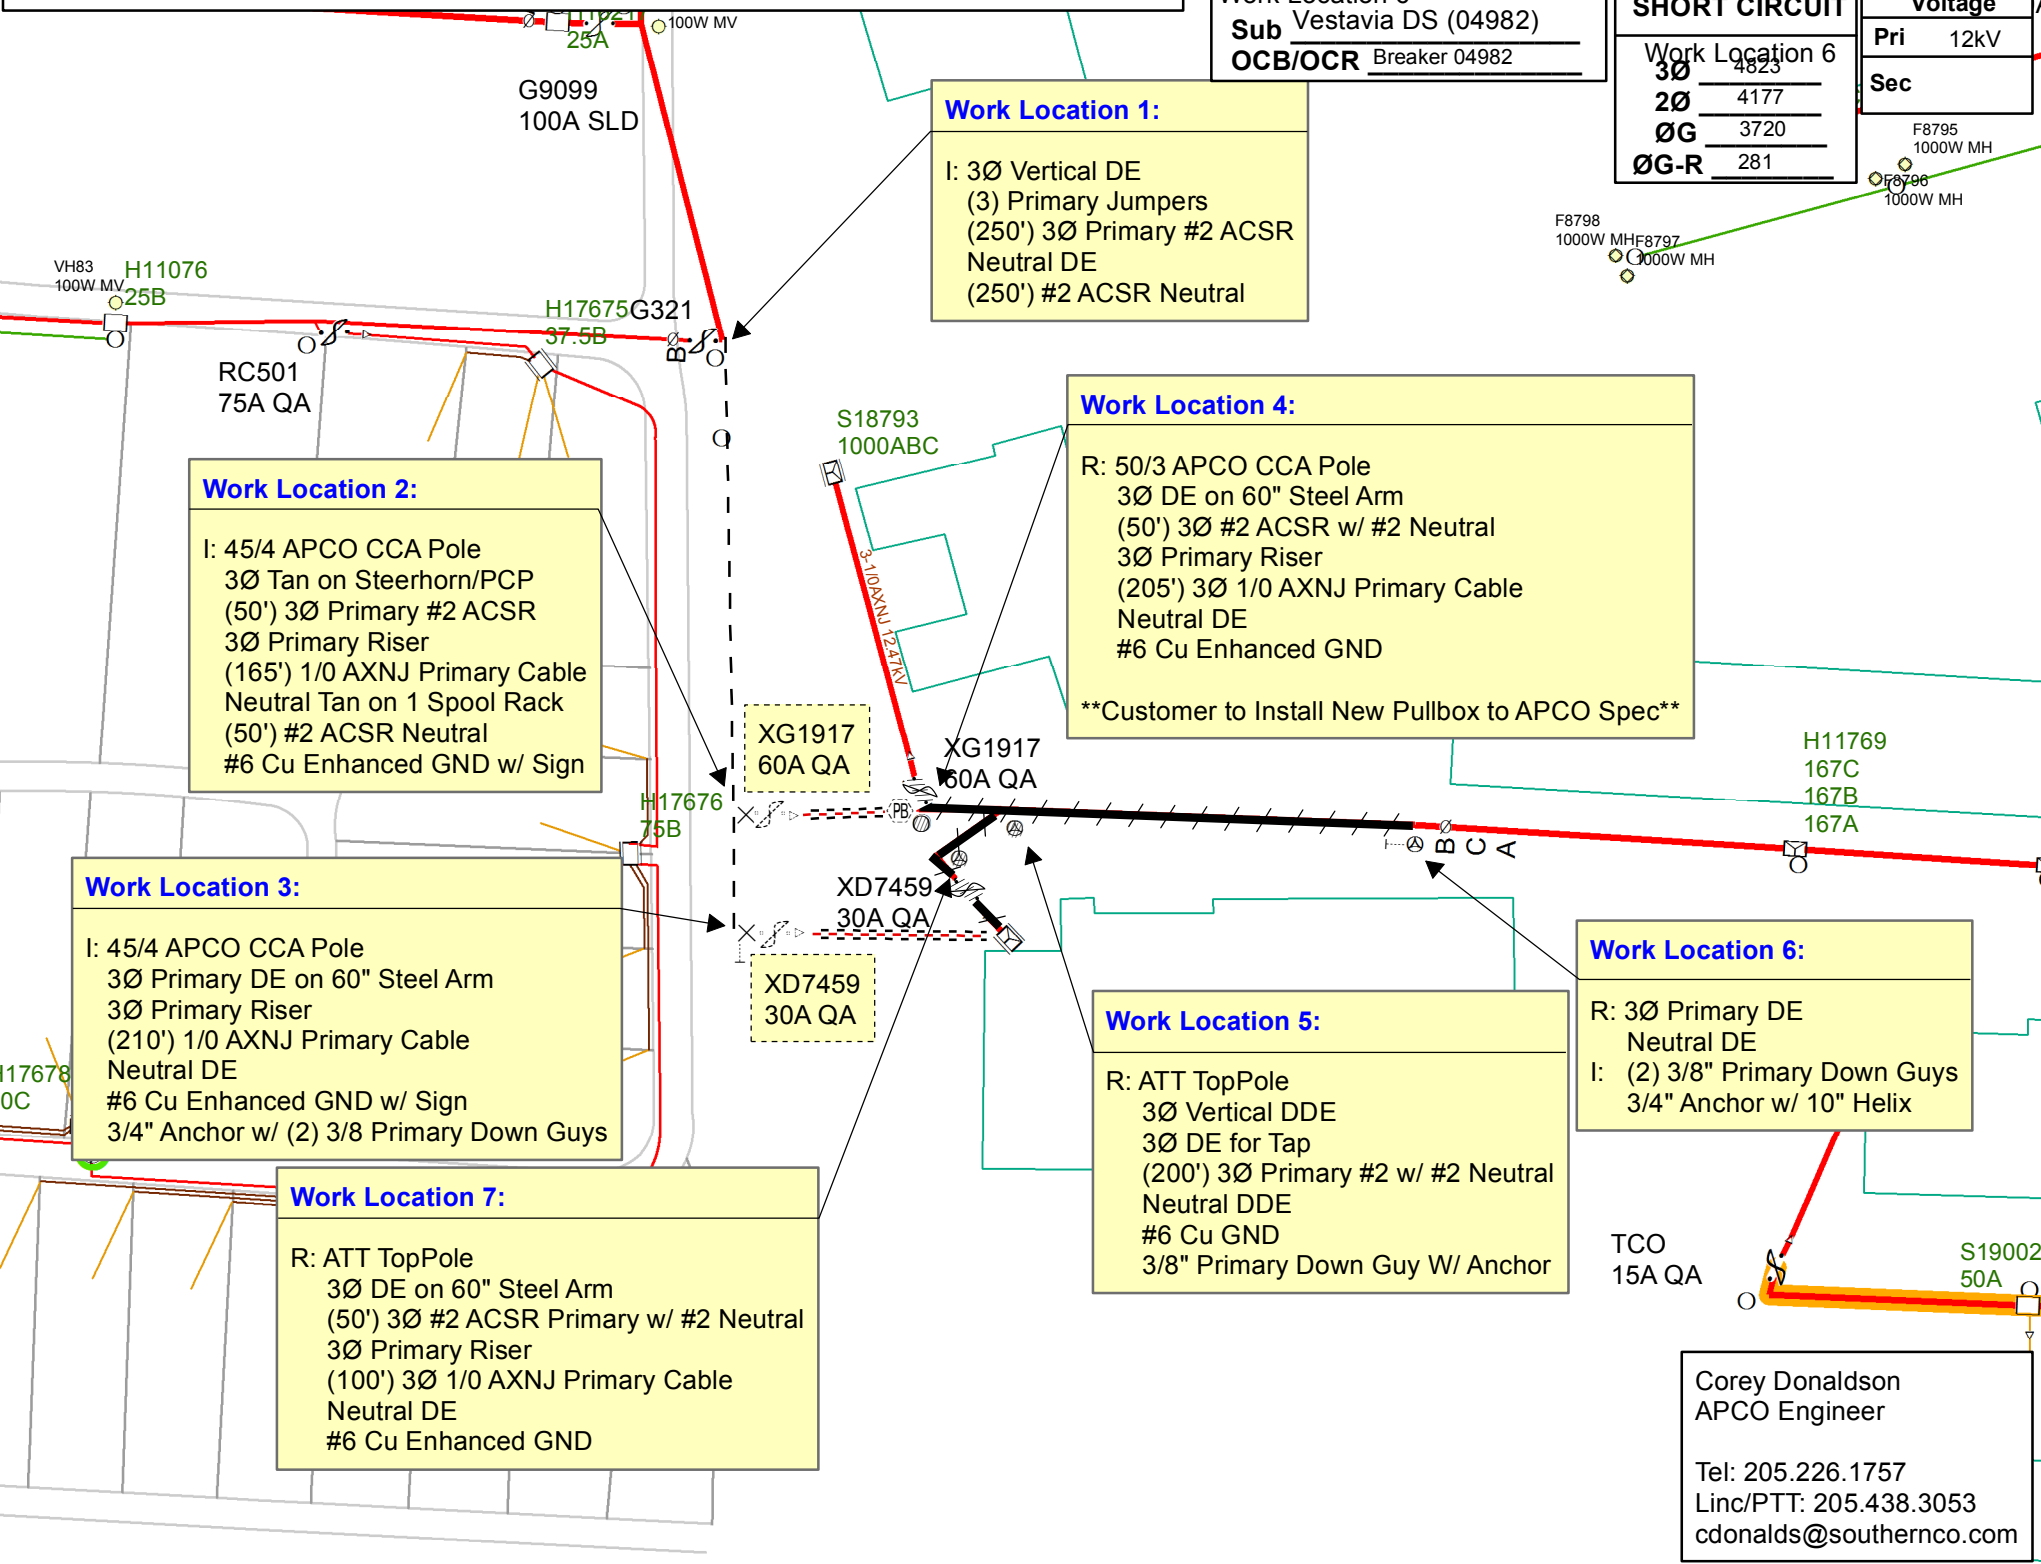 25A
100W MV
G9099
100A SLD
Sub Vestavia DS (04982)
OCB/OCR Breaker 04982
SHORT CIRCUIT
Work Location 6
3Ø 4823
2Ø 4177
ØG 3720
ØG-R 281
Voltage
Pri 12kV
Sec
F8795
1000W MH
F8796
1000W MH
F8798
1000W MH
F8797
1000W MH
Work Location 1:
I: 3Ø Vertical DE
(3) Primary Jumpers
(250') 3Ø Primary #2 ACSR
Neutral DE
(250') #2 ACSR Neutral
VH83
100W MV
H11076
25B
H17675
37.5B
G321
B
RC501
75A QA
S18793
1000ABC
3-1/0AXNJ 12.47kV
Work Location 2:
I: 45/4 APCO CCA Pole
3Ø Tan on Steerhorn/PCP
(50') 3Ø Primary #2 ACSR
3Ø Primary Riser
(165') 1/0 AXNJ Primary Cable
Neutral Tan on 1 Spool Rack
(50') #2 ACSR Neutral
#6 Cu Enhanced GND w/ Sign
Work Location 4:
R: 50/3 APCO CCA Pole
3Ø DE on 60" Steel Arm
(50') 3Ø #2 ACSR w/ #2 Neutral
3Ø Primary Riser
(205') 3Ø 1/0 AXNJ Primary Cable
Neutral DE
#6 Cu Enhanced GND
**Customer to Install New Pullbox to APCO Spec**
XG1917
60A QA
XG1917
60A QA
PB
H17676
75B
H11769
167C
167B
167A
B C A
Work Location 3:
I: 45/4 APCO CCA Pole
3Ø Primary DE on 60" Steel Arm
3Ø Primary Riser
(210') 1/0 AXNJ Primary Cable
Neutral DE
#6 Cu Enhanced GND w/ Sign
3/4" Anchor w/ (2) 3/8 Primary Down Guys
XD7459
30A QA
XD7459
30A QA
H17678
0C
Work Location 5:
R: ATT TopPole
3Ø Vertical DDE
3Ø DE for Tap
(200') 3Ø Primary #2 w/ #2 Neutral
Neutral DDE
#6 Cu GND
3/8" Primary Down Guy W/ Anchor
Work Location 6:
R: 3Ø Primary DE
Neutral DE
I: (2) 3/8" Primary Down Guys
3/4" Anchor w/ 10" Helix
Work Location 7:
R: ATT TopPole
3Ø DE on 60" Steel Arm
(50') 3Ø #2 ACSR Primary w/ #2 Neutral
3Ø Primary Riser
(100') 3Ø 1/0 AXNJ Primary Cable
Neutral DE
#6 Cu Enhanced GND
TCO
15A QA
S19002
50A
Corey Donaldson
APCO Engineer
Tel: 205.226.1757
Linc/PTT: 205.438.3053
cdonalds@southernco.com